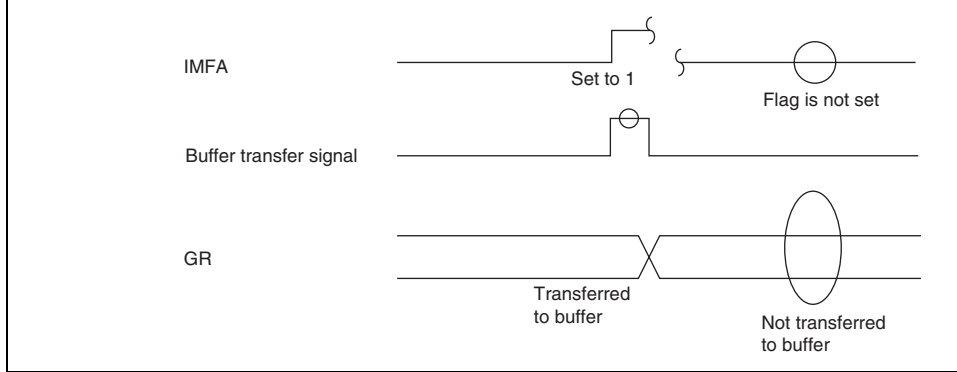 IMFA
Set to 1
Flag is not set
Buffer transfer signal
GR
Transferred
to buffer
Not transferred
to buffer